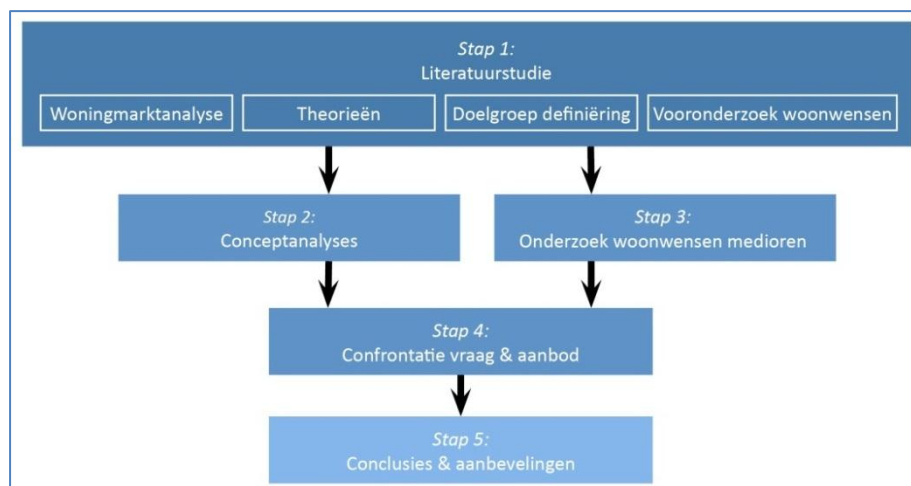 Stap 1:
Literatuurstudie
Woningmarktanalyse
Theorieën
Doelgroep definiëring
Vooronderzoek woonwensen
Stap 2:
Conceptanalyses
Stap 3:
Onderzoek woonwensen medioren
Stap 4:
Confrontatie vraag & aanbod
Stap 5:
Conclusies & aanbevelingen